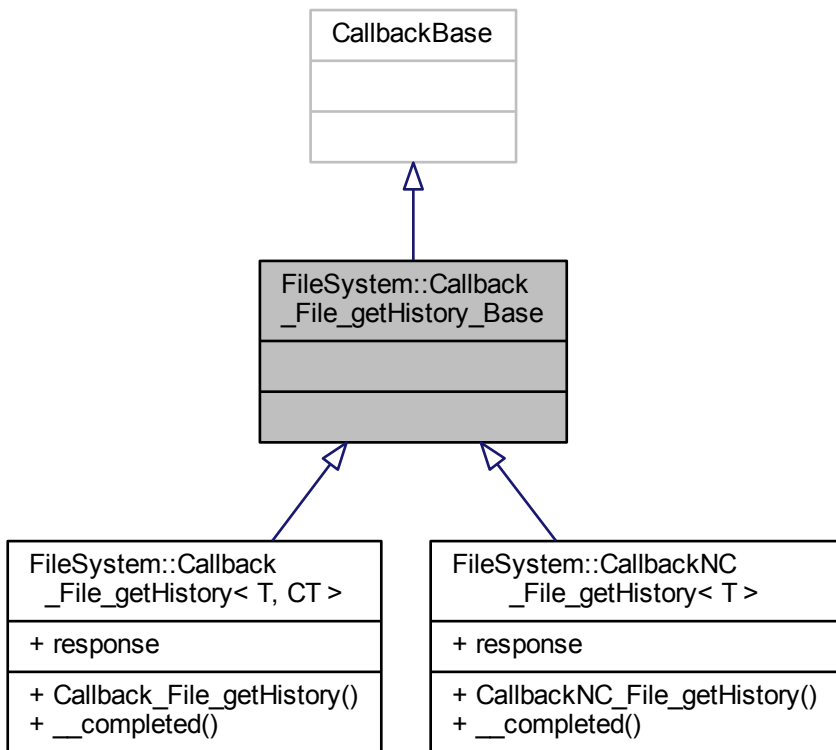 CallbackBase
FileSystem::Callback
_File_getHistory_Base
FileSystem::Callback
_File_getHistory< T, CT >
+ response
+ Callback_File_getHistory()
+ __completed()
FileSystem::CallbackNC
_File_getHistory< T >
+ response
+ CallbackNC_File_getHistory()
+ __completed()